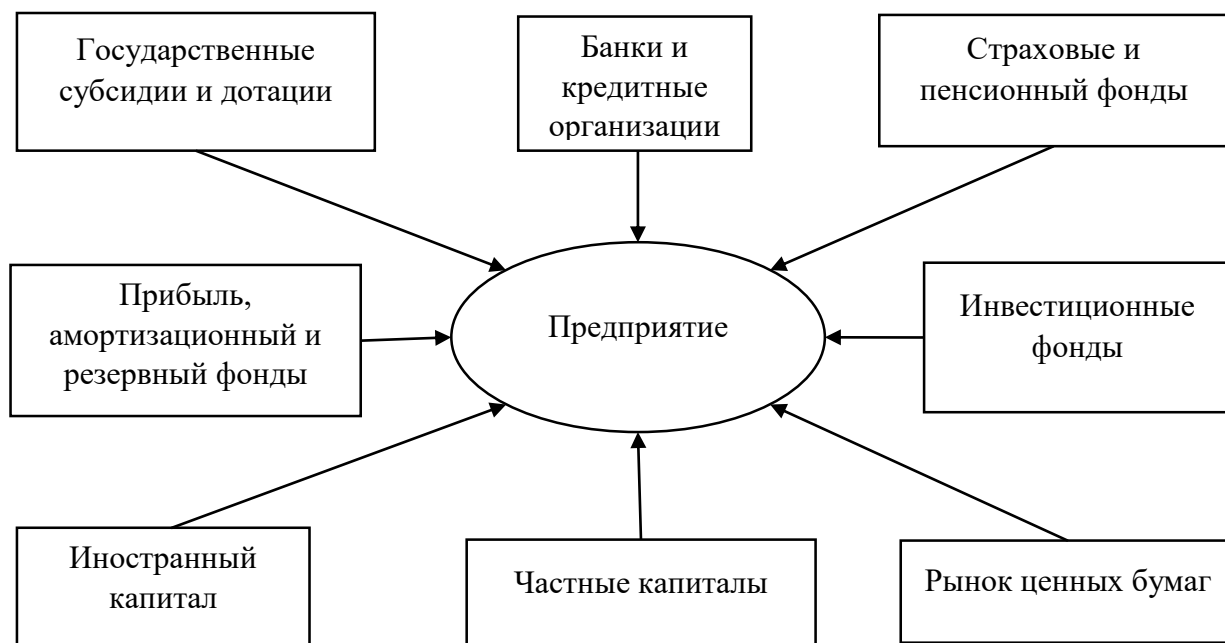 Государственные
субсидии и дотации
Банки и
кредитные
организации
Страховые и
пенсионный фонды
Прибыль,
амортизационный и
резервный фонды
Предприятие
Инвестиционные
фонды
Иностранный
капитал
Частные капиталы
Рынок ценных бумаг